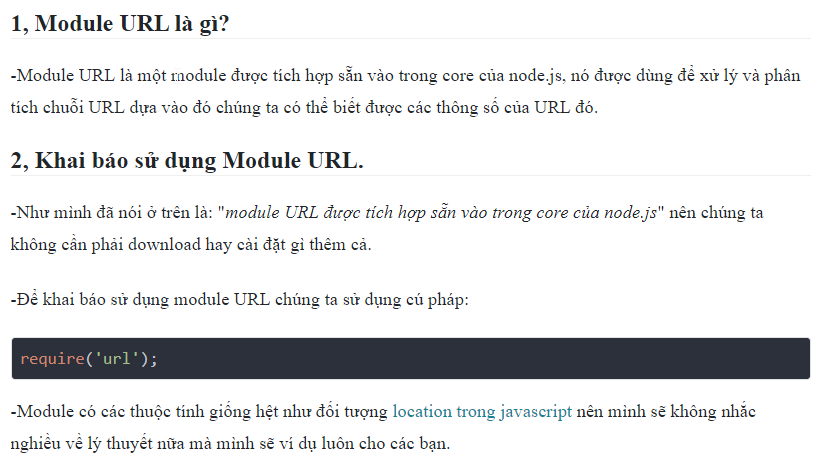 1, Module URL là gì?
-Module URL là một module được tích hợp sẵn vào trong core của node.js, nó được dùng để xử lý và phân
tích chuỗi URL dựa vào đó chúng ta có thể biết được các thông số của URL đó.
2, Khai báo sử dụng Module URL.
-Như mình đã nói ở trên là: "module URL được tích hợp sẵn vào trong core của node.js" nên chúng ta
không cần phải download hay cài đặt gì thêm cả.
-Để khai báo sử dụng module URL chúng ta sử dụng cú pháp:
require('url');
-Module có các thuộc tính giống hệt như đối tượng location trong javascript nên mình sẽ không nhắc
nghiều về lý thuyết nữa mà mình sẽ ví dụ luôn cho các bạn.